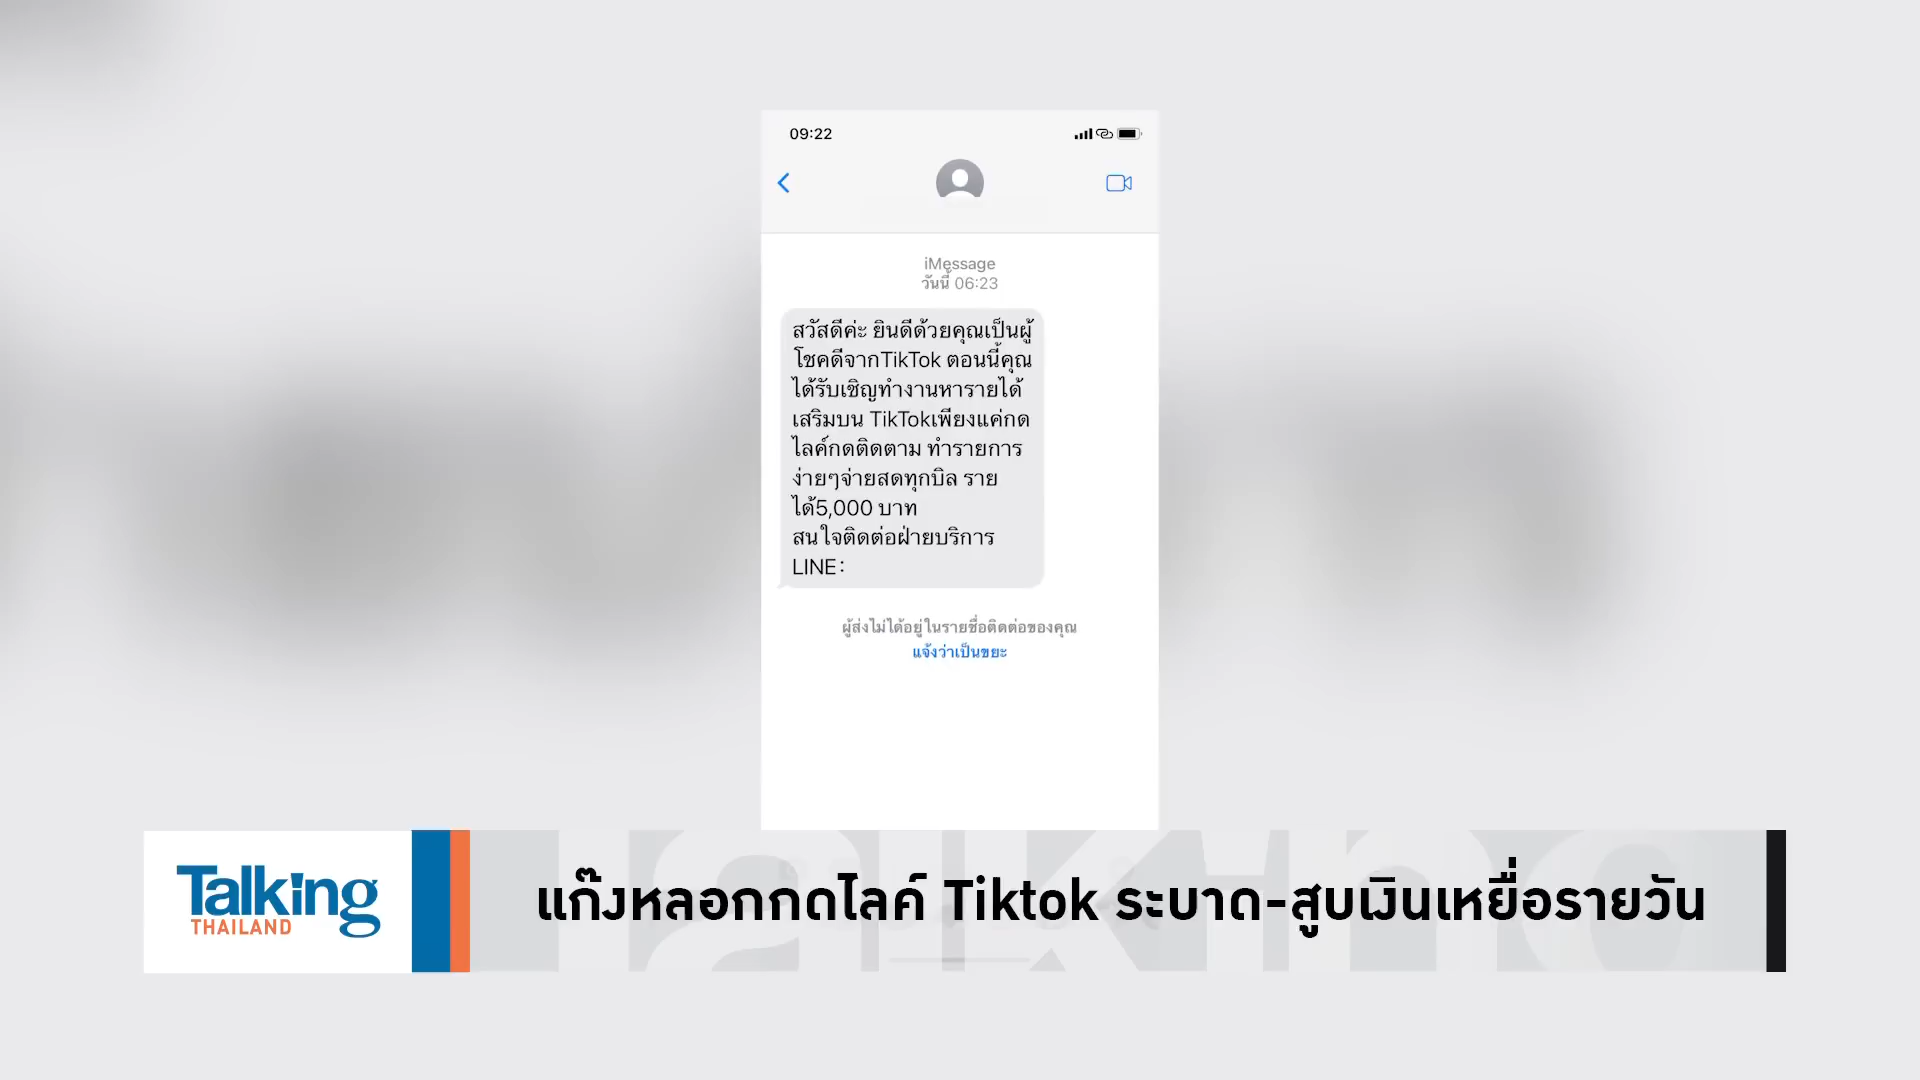 09:22
iMessage
วันนี้ 06:23
สวัสดีค่ะ ยินดีด้วยคุณเป็นผู้
โชคดีจากTikTok ตอนนี้คุณ
ได้รับเชิญทำงานหารายได้
เสริมบน TikTokเพียงแค่กด
ไลค์กดติดตาม ทำรายการ
ง่ายๆจ่ายสดทุกบิล ราย
ได้5,000 บาท
สนใจติดต่อฝ่ายบริการ
LINE:
ผู้ส่งไม่ได้อยู่ในรายชื่อติดต่อของคุณ
แจ้งว่าเป็นขยะ
Talking
THAILAND
แก๊งหลอกกดไลค์ Tiktok ระบาด-สูบเงินเหยื่อรายวัน